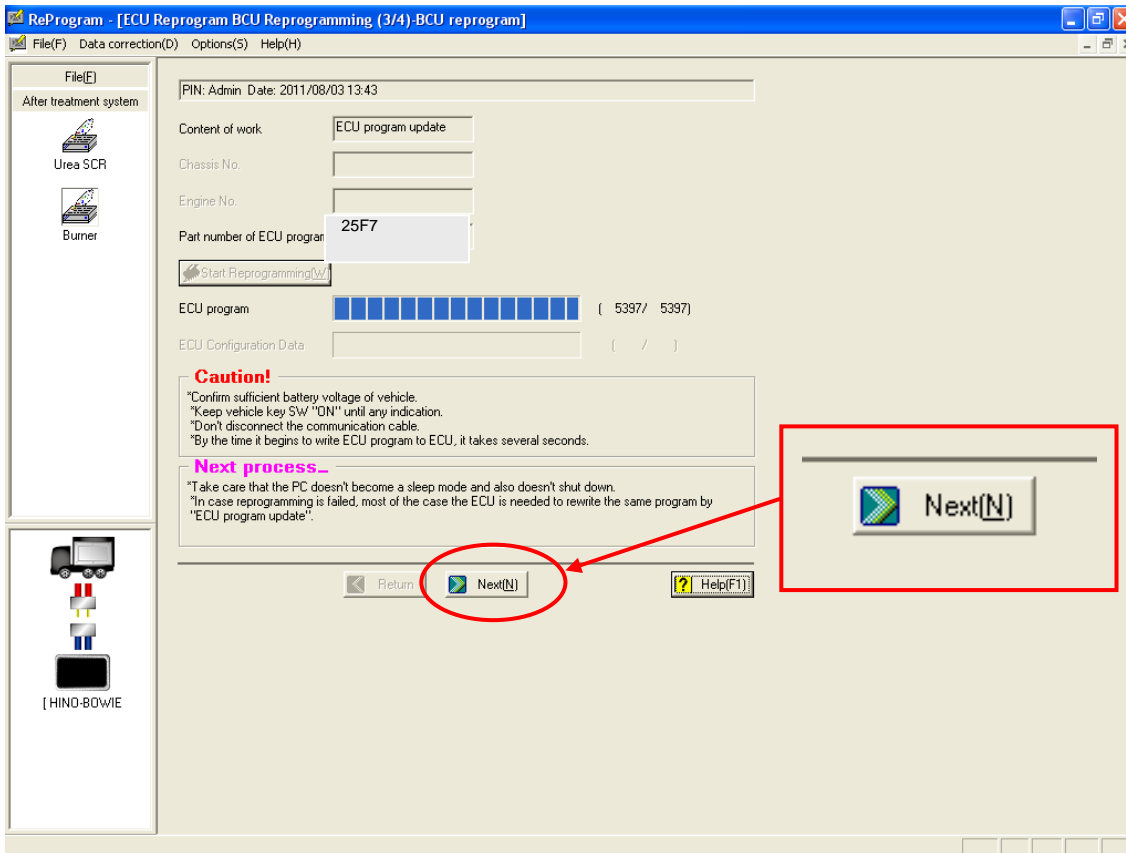 ReProgram - [ECU Reprogram BCU Reprogramming (3/4)-BCU reprogram]
File(F) Data correction(D) Options(S) Help(H)
File(F)
After treatment system
Urea SCR
Burner
[ HINO-BOWIE
PIN: Admin Date: 2011/08/03 13:43
Content of work ECU program update
Chassis No.
Engine No.
Part number of ECU program 25F7
Start Reprogramming(W)
ECU program ( 5397/ 5397)
ECU Configuration Data ( / )
Caution!
*Confirm sufficient battery voltage of vehicle.
*Keep vehicle key SW "ON" until any indication.
*Don't disconnect the communication cable.
*By the time it begins to write ECU program to ECU, it takes several seconds.
Next process...
*Take care that the PC doesn't become a sleep mode and also doesn't shut down.
*In case reprogramming is failed, most of the case the ECU is needed to rewrite the same program by
"ECU program update".
Return Next(N) Help(F1)
Next(N)